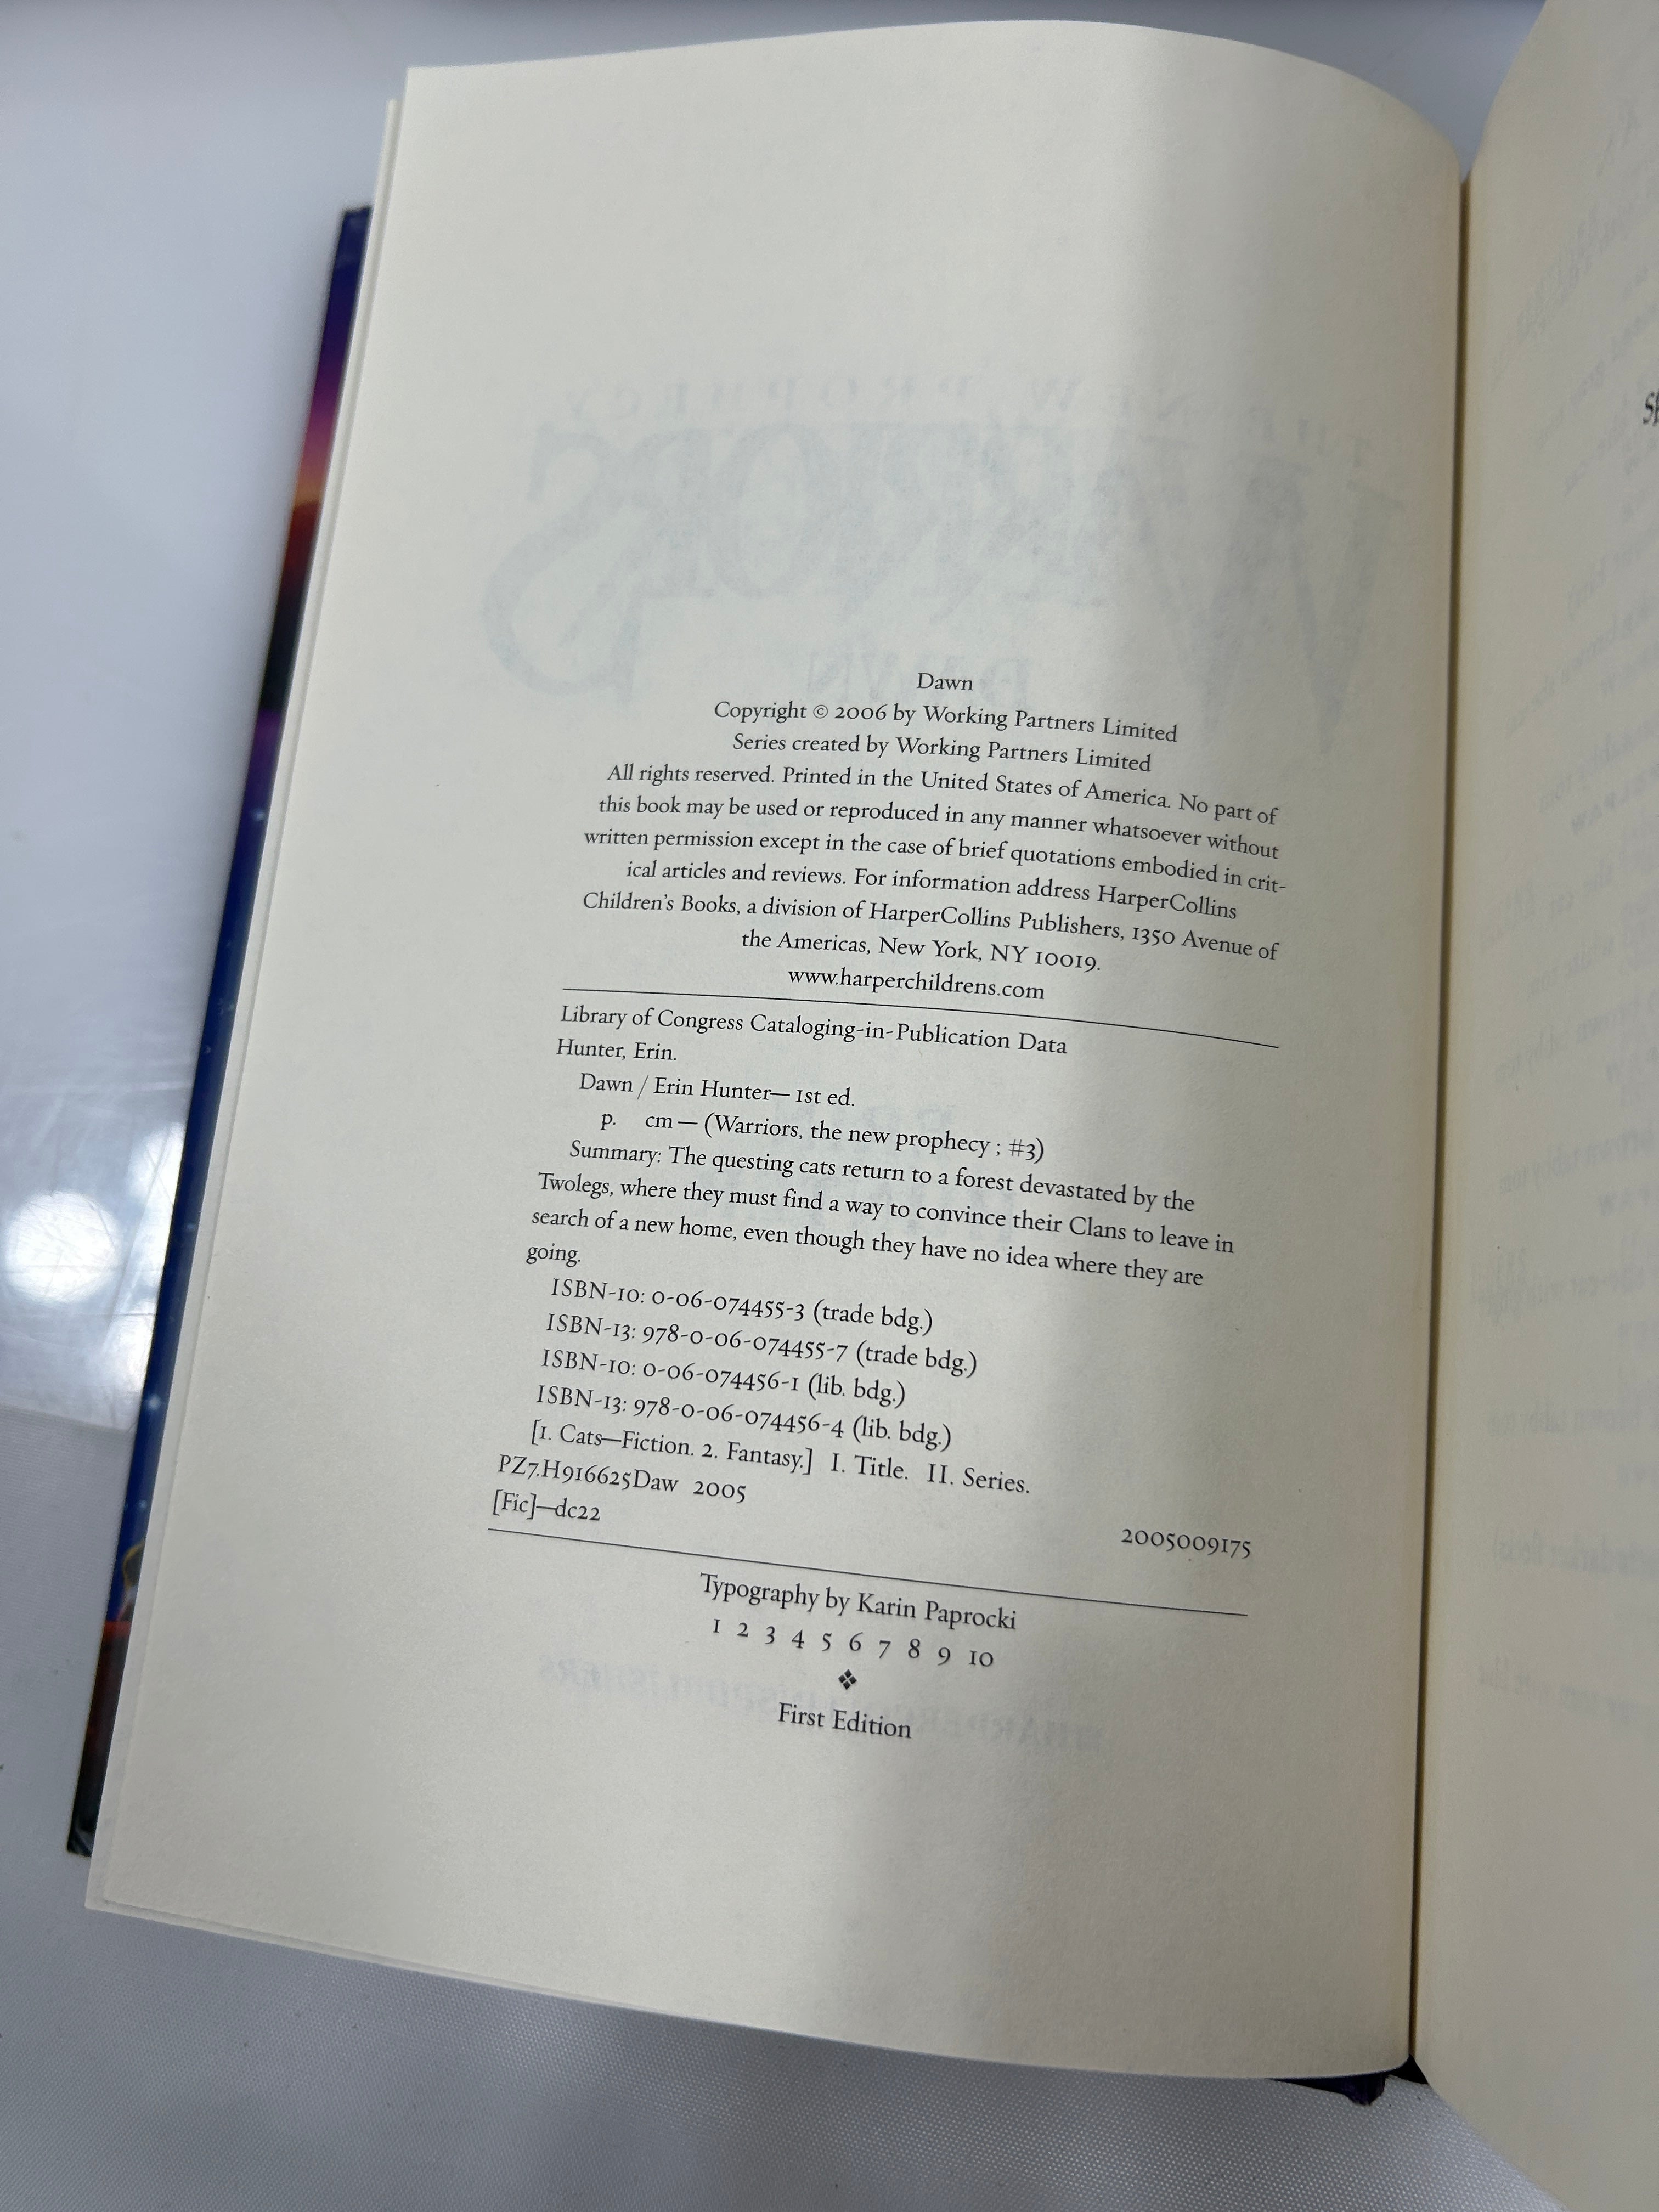 Dawn
Copyright © 2006 by Working Partners Limited
Series created by Working Partners Limited
All rights reserved. Printed in the United States of America. No part of
this book may be used or reproduced in any manner whatsoever without
written permission except in the case of brief quotations embodied in crit-
ical articles and reviews. For information address HarperCollins
Children's Books, a division of HarperCollins Publishers, 1350 Avenue of
the Americas, New York, NY 10019.
www.harperchildrens.com
Library of Congress Cataloging-in-Publication Data
Hunter, Erin.
Dawn / Erin Hunter— 1st ed.
p. cm — (Warriors, the new prophecy ; #3)
Summary: The questing cats return to a forest devastated by the
Twolegs, where they must find a way to convince their Clans to leave in
search of a new home, even though they have no idea where they are
going.
ISBN-10: 0-06-074455-3 (trade bdg.)
ISBN-13: 978-0-06-074455-7 (trade bdg.)
ISBN-10: 0-06-074456-1 (lib. bdg.)
ISBN-13: 978-0-06-074456-4 (lib. bdg.)
[1. Cats—Fiction. 2. Fantasy.] I. Title. II. Series.
PZ7.H916625Daw 2005
[Fic]—dc22 2005009175
Typography by Karin Paprocki
1 2 3 4 5 6 7 8 9 10
❖
First Edition